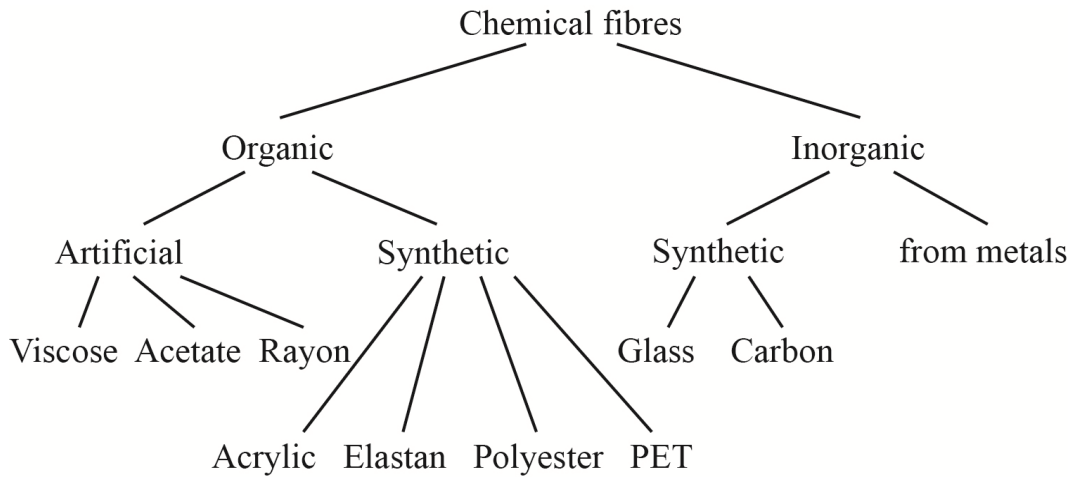 Chemical fibres
Organic Inorganic
Artificial Synthetic Synthetic from metals
Viscose Acetate Rayon Glass Carbon
Acrylic Elastan Polyester PET